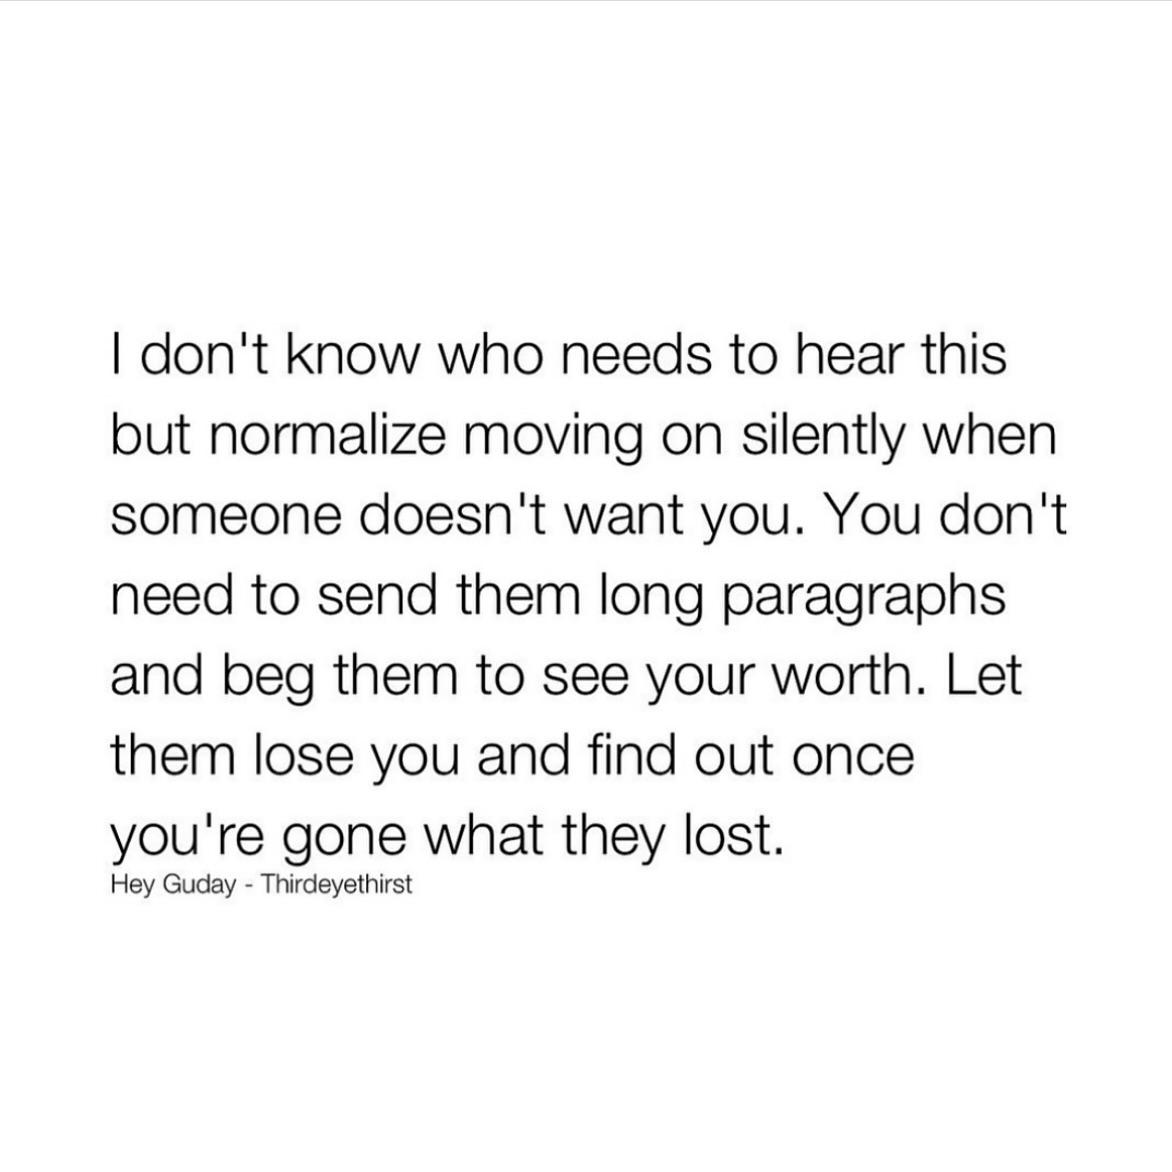 I don't know who needs to hear this
but normalize moving on silently when
someone doesn't want you. You don't
need to send them long paragraphs
and beg them to see your worth. Let
them lose you and find out once
you're gone what they lost.
Hey Guday - Thirdeyethirst